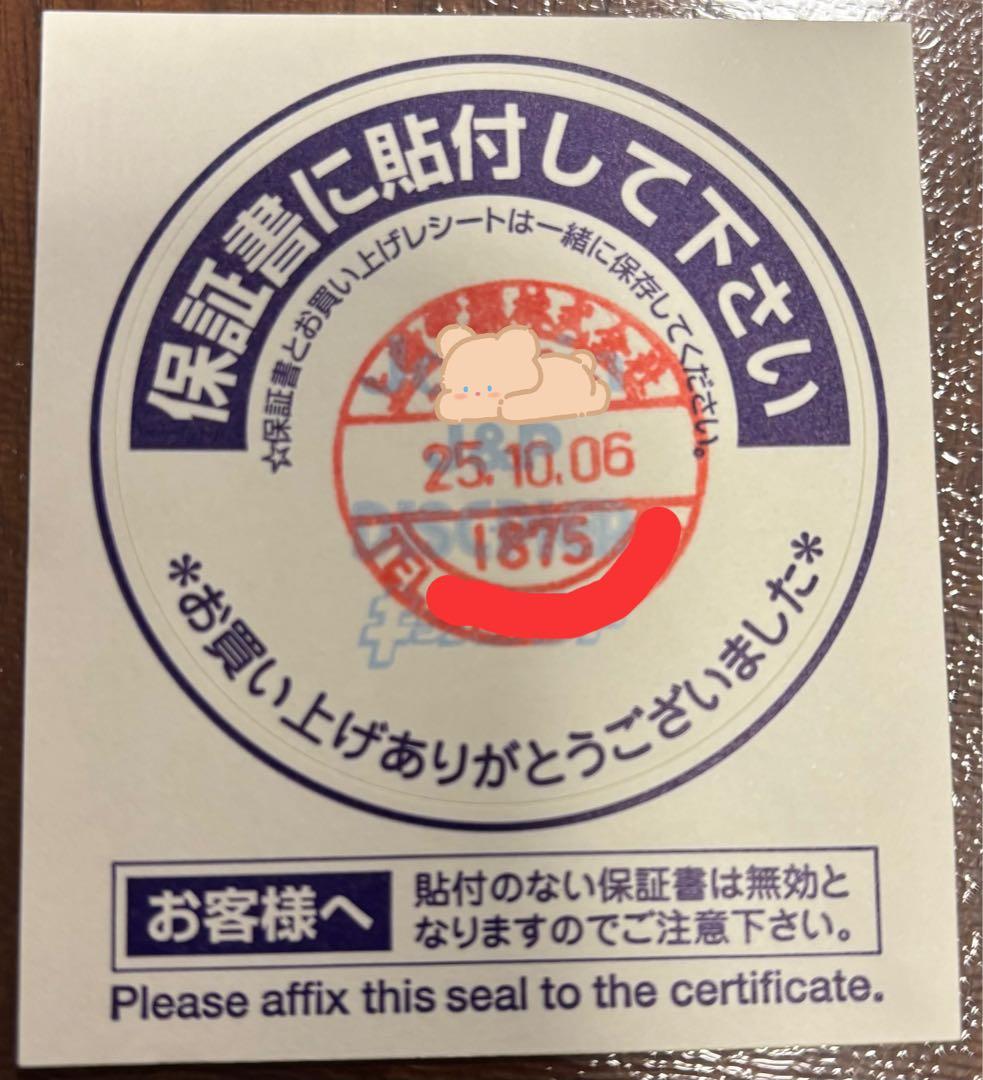 保証書に貼付して下さい
☆保証書とお買い上げレシートは一緒に保存してください。
J&P
25.10.06
1875
TEL
*お買い上げありがとうございました*
お客様へ
貼付のない保証書は無効と
なりますのでご注意下さい。
Please affix this seal to the certificate.